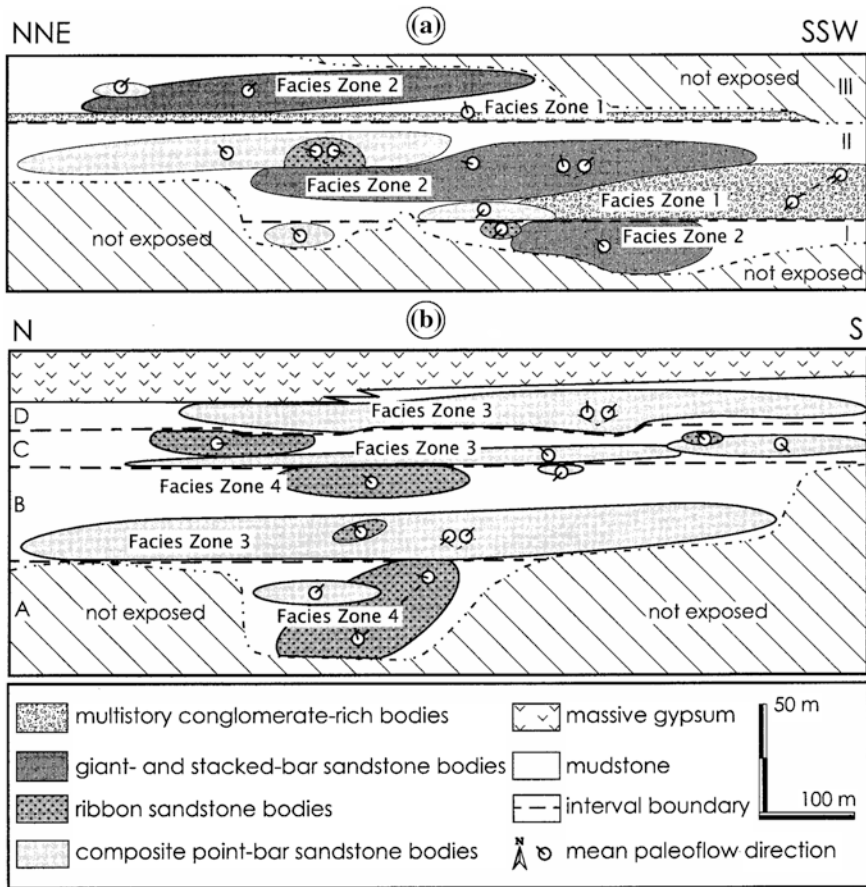 NNE (a) SSW
Facies Zone 2
not exposed
III
Facies Zone 1
II
Facies Zone 2
Facies Zone 1
not exposed
Facies Zone 2
I
not exposed
N (b) S
D
Facies Zone 3
C
Facies Zone 3
Facies Zone 4
B
Facies Zone 3
A
not exposed
Facies Zone 4
not exposed
multistory conglomerate-rich bodies
giant- and stacked-bar sandstone bodies
ribbon sandstone bodies
composite point-bar sandstone bodies
massive gypsum
mudstone
interval boundary
N
mean paleoflow direction
50 m
100 m